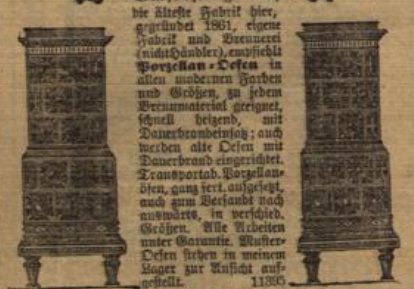 die älteste Fabrik hier,
gegründet 1861, eigene
Fabrik und Brennerei
(nicht Händler), empfiehlt
Porzellan-Oefen in
allen modernen Farben
und Größen, zu jedem
Brennmaterial geeignet,
schnell heizend, mit
Dauerbrandeinsatz; auch
werden alte Oefen mit
Dauerbrand eingerichtet.
Transportab. Porzellan-
öfen, ganz fert. aufgesetzt,
auch zum Versandt nach
auswärts, in verschied.
Größen. Alle Arbeiten
unter Garantie. Muster-
Oefen stehen in meinem
Lager zur Ansicht auf-
gestellt. 11395